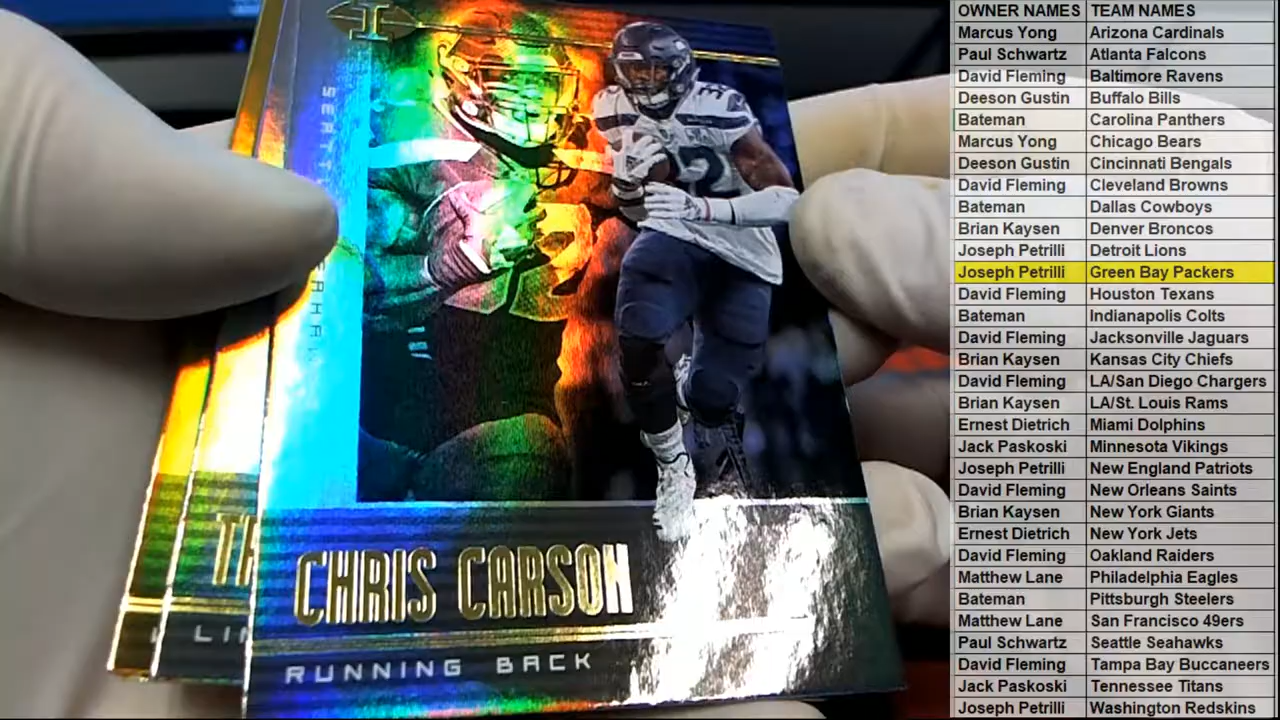 I
CHRIS CARSON
RUNNING BACK
32
OWNER NAMES TEAM NAMES
Marcus Yong Arizona Cardinals
Paul Schwartz Atlanta Falcons
David Fleming Baltimore Ravens
Deeson Gustin Buffalo Bills
Bateman Carolina Panthers
Marcus Yong Chicago Bears
Deeson Gustin Cincinnati Bengals
David Fleming Cleveland Browns
Bateman Dallas Cowboys
Brian Kaysen Denver Broncos
Joseph Petrilli Detroit Lions
Joseph Petrilli Green Bay Packers
David Fleming Houston Texans
Bateman Indianapolis Colts
David Fleming Jacksonville Jaguars
Brian Kaysen Kansas City Chiefs
David Fleming LA/San Diego Chargers
Brian Kaysen LA/St. Louis Rams
Ernest Dietrich Miami Dolphins
Jack Paskoski Minnesota Vikings
Joseph Petrilli New England Patriots
David Fleming New Orleans Saints
Brian Kaysen New York Giants
Ernest Dietrich New York Jets
David Fleming Oakland Raiders
Matthew Lane Philadelphia Eagles
Bateman Pittsburgh Steelers
Matthew Lane San Francisco 49ers
Paul Schwartz Seattle Seahawks
David Fleming Tampa Bay Buccaneers
Jack Paskoski Tennessee Titans
Joseph Petrilli Washington Redskins